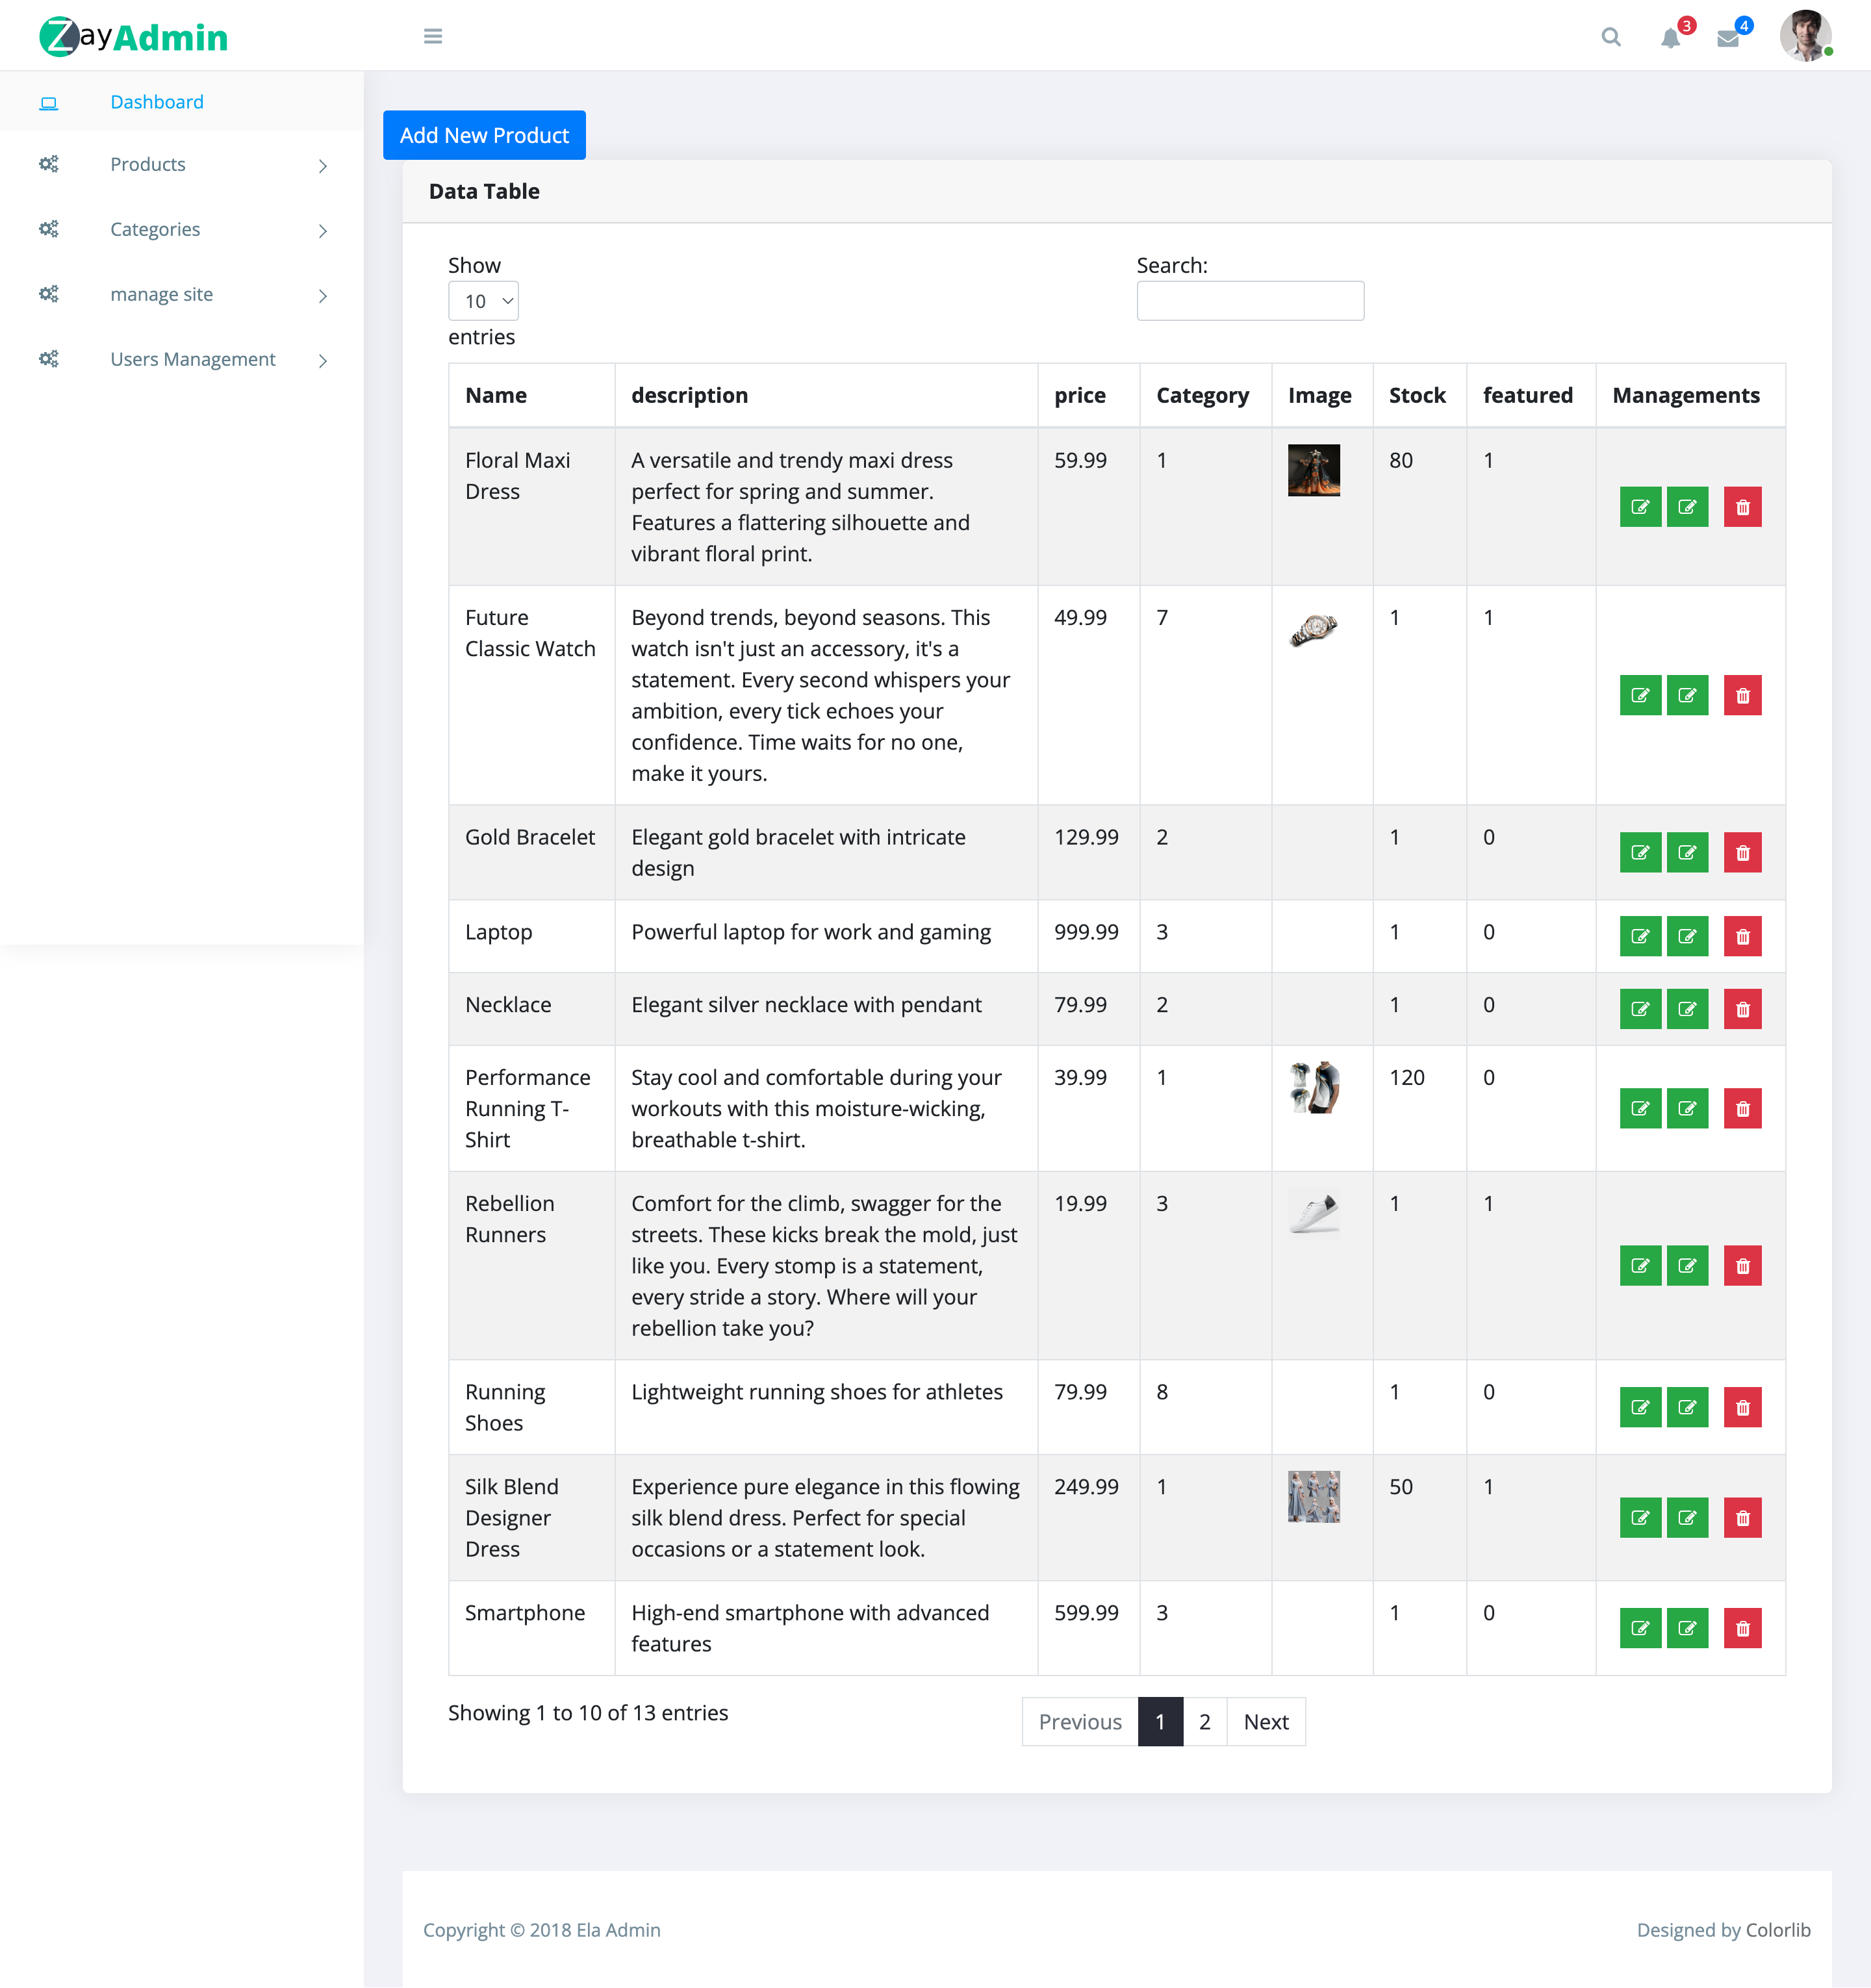 ZayAdmin
3
4
Dashboard
Products
Categories
manage site
Users Management
Add New Product
Data Table
Show
10
entries
Search:
Name description price Category Image Stock featured Managements
Floral Maxi
Dress
A versatile and trendy maxi dress
perfect for spring and summer.
Features a flattering silhouette and
vibrant floral print.
59.99 1 80 1
Future
Classic Watch
Beyond trends, beyond seasons. This
watch isn't just an accessory, it's a
statement. Every second whispers your
ambition, every tick echoes your
confidence. Time waits for no one,
make it yours.
49.99 7 1 1
Gold Bracelet
Elegant gold bracelet with intricate
design
129.99 2 1 0
Laptop
Powerful laptop for work and gaming
999.99 3 1 0
Necklace
Elegant silver necklace with pendant
79.99 2 1 0
Performance
Running T-
Shirt
Stay cool and comfortable during your
workouts with this moisture-wicking,
breathable t-shirt.
39.99 1 120 0
Rebellion
Runners
Comfort for the climb, swagger for the
streets. These kicks break the mold, just
like you. Every stomp is a statement,
every stride a story. Where will your
rebellion take you?
19.99 3 1 1
Running
Shoes
Lightweight running shoes for athletes
79.99 8 1 0
Silk Blend
Designer
Dress
Experience pure elegance in this flowing
silk blend dress. Perfect for special
occasions or a statement look.
249.99 1 50 1
Smartphone
High-end smartphone with advanced
features
599.99 3 1 0
Showing 1 to 10 of 13 entries
Previous 1 2 Next
Copyright © 2018 Ela Admin
Designed by Colorlib